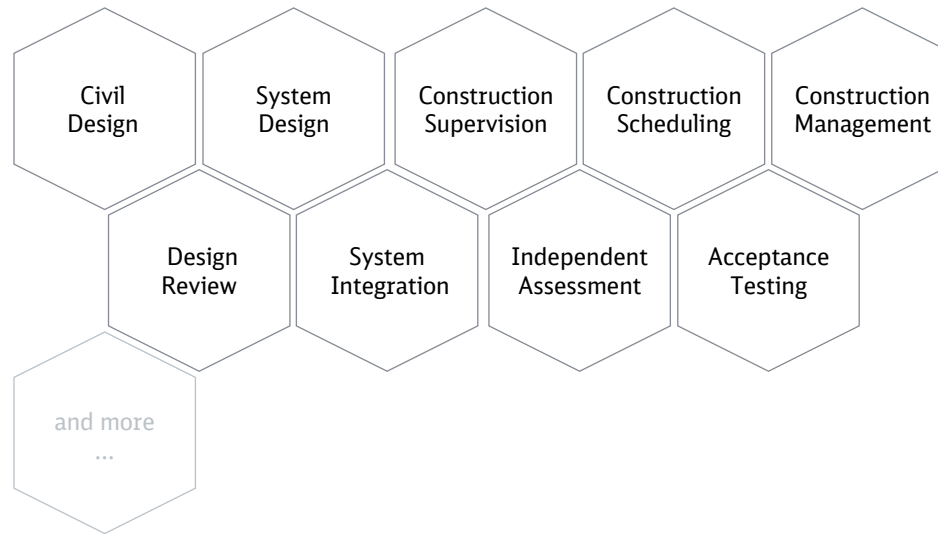 Civil
Design
System
Design
Construction
Supervision
Construction
Scheduling
Construction
Management
Design
Review
System
Integration
Independent
Assessment
Acceptance
Testing
and more
...